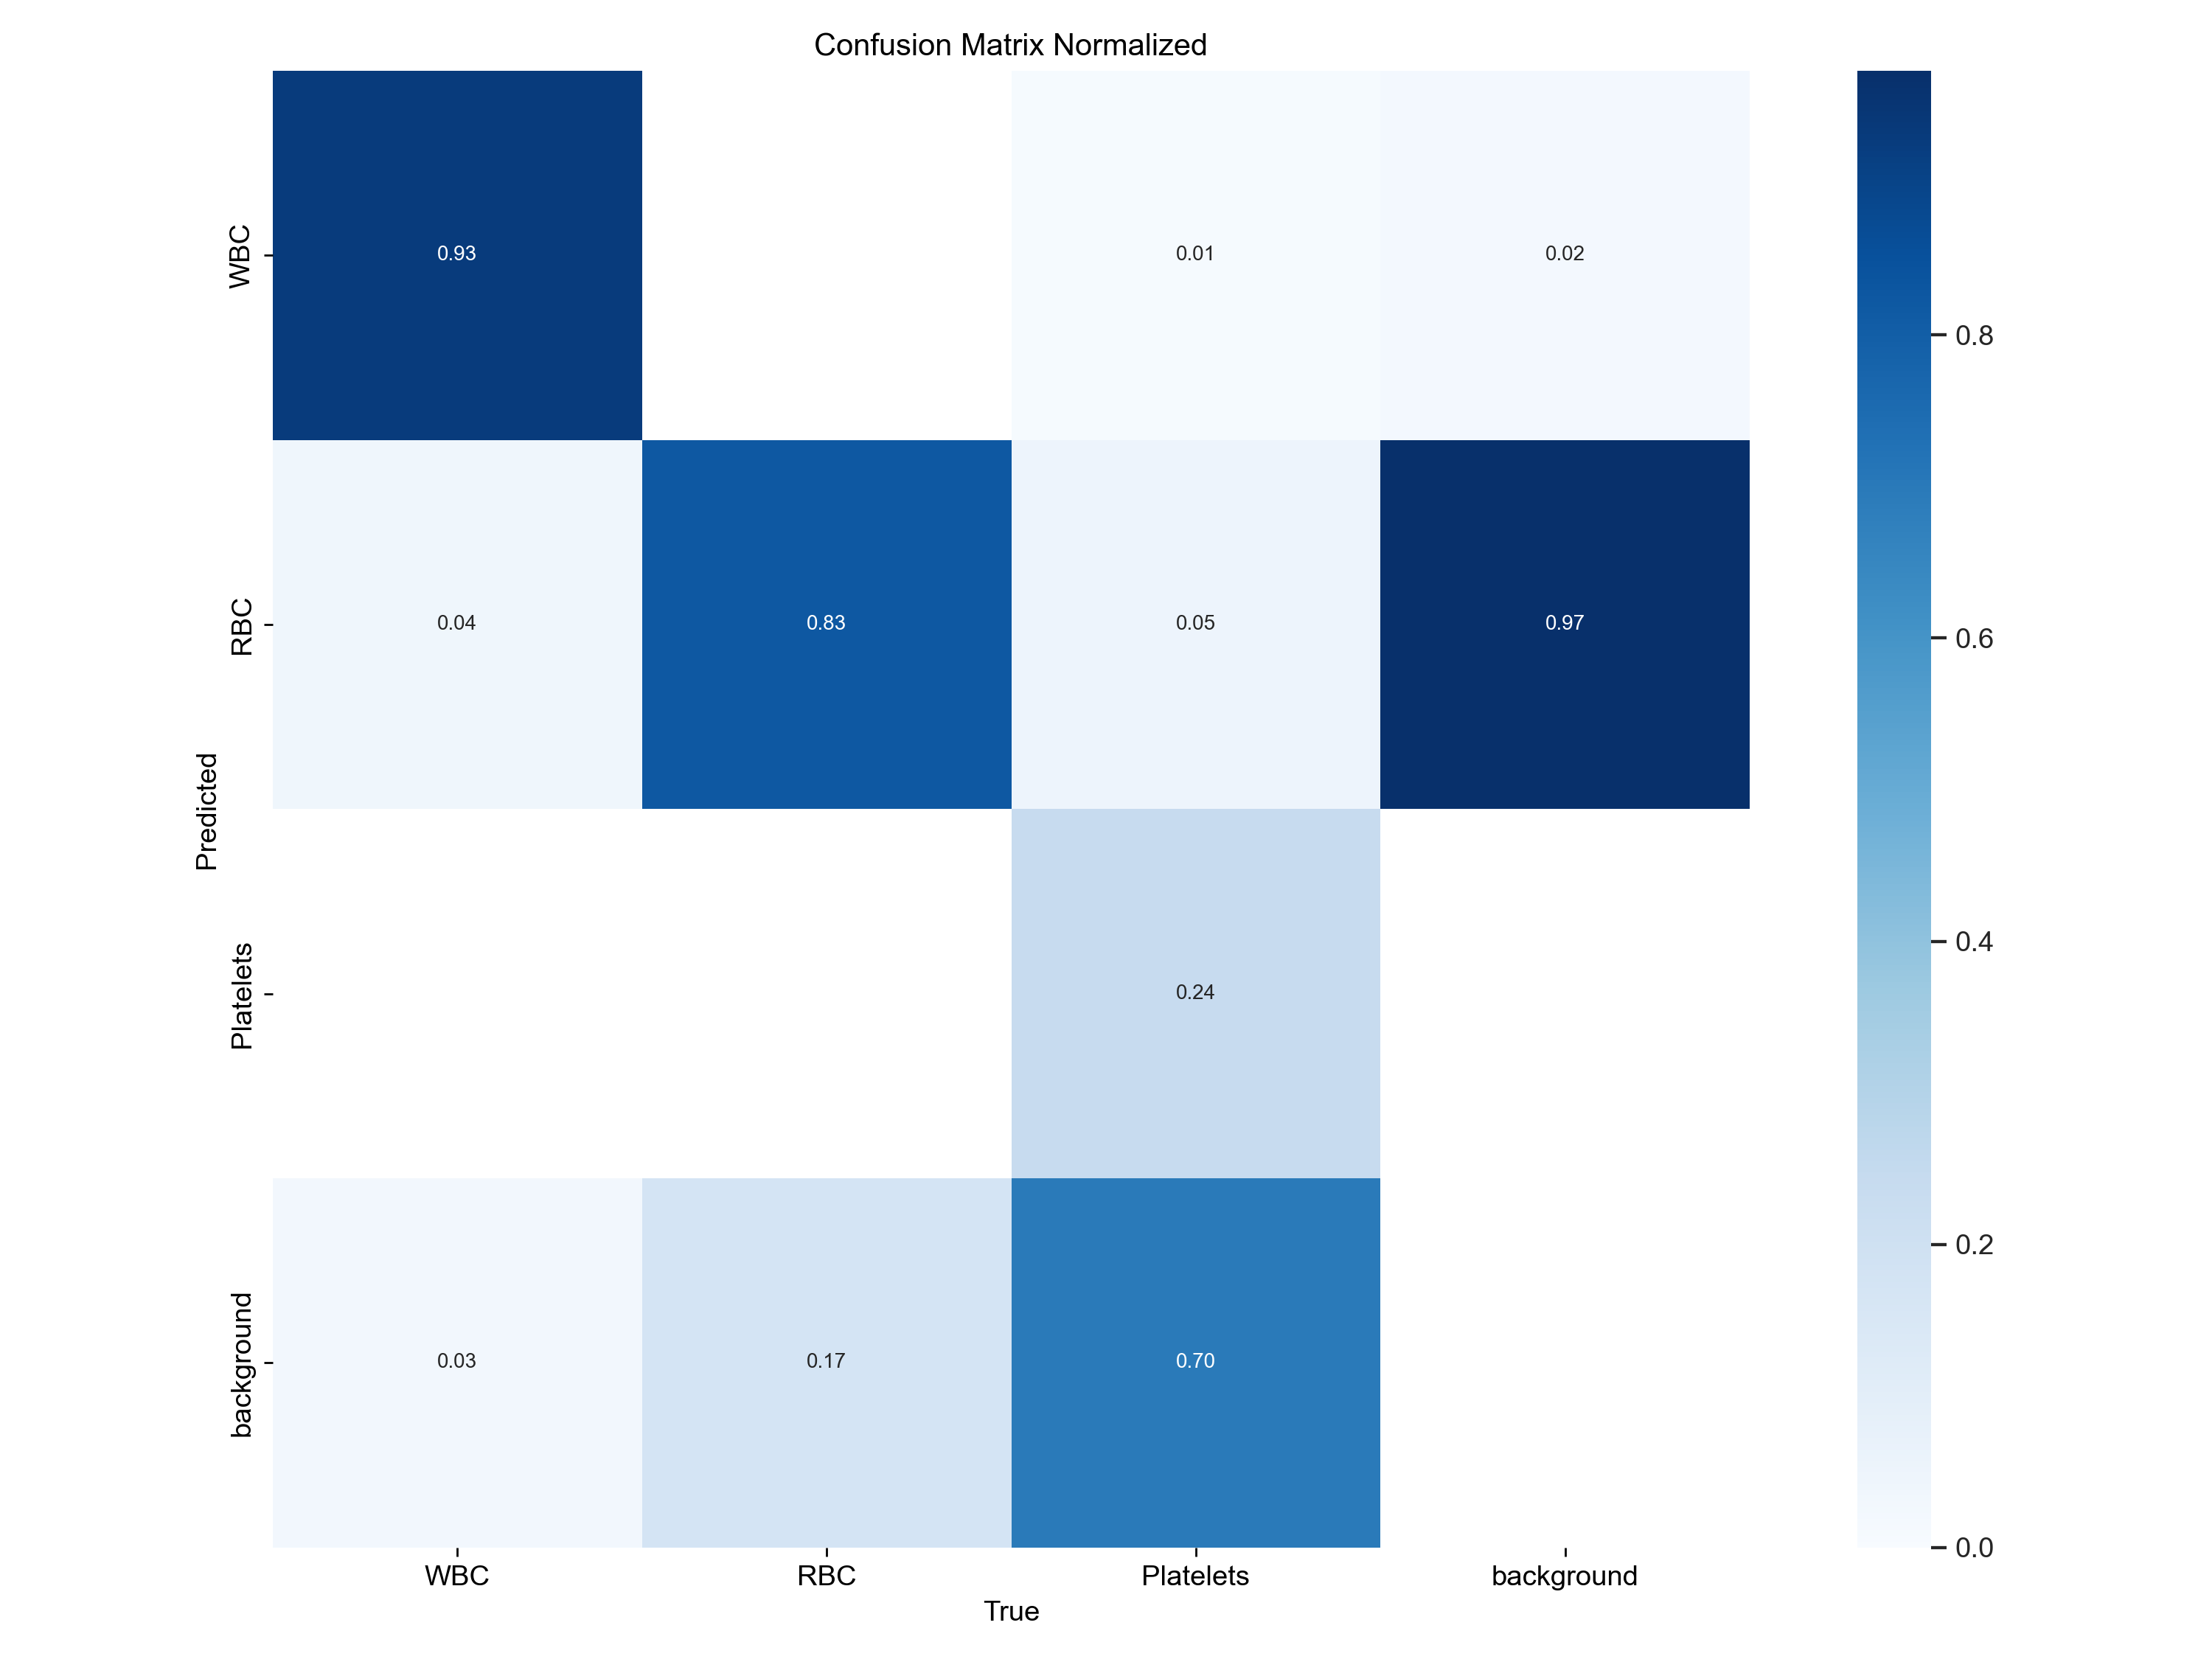 Confusion Matrix Normalized
WBC
0.93
0.01
0.02
RBC
0.04
0.83
0.05
0.97
Platelets
0.24
background
0.03
0.17
0.70
Predicted
WBC
RBC
Platelets
background
True
0.8
0.6
0.4
0.2
0.0